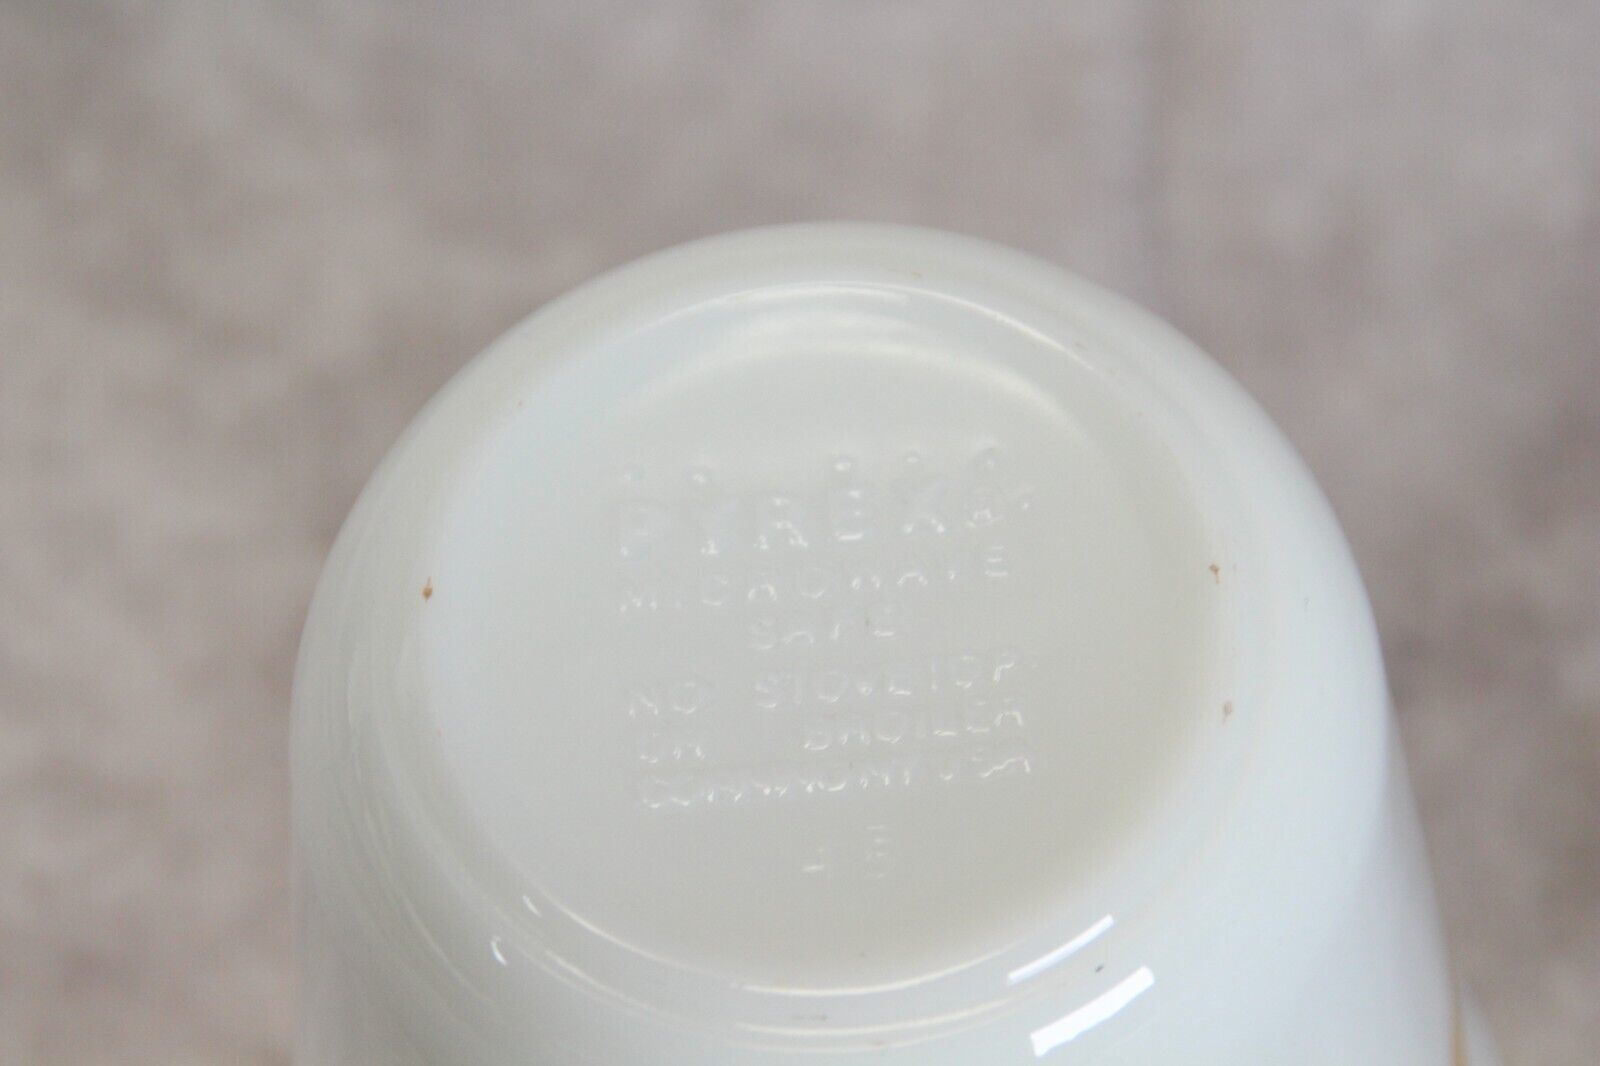 PYREX®
MICROWAVE
SAFE
NO STOVETOP
OR BROILER
CORNING NY USA